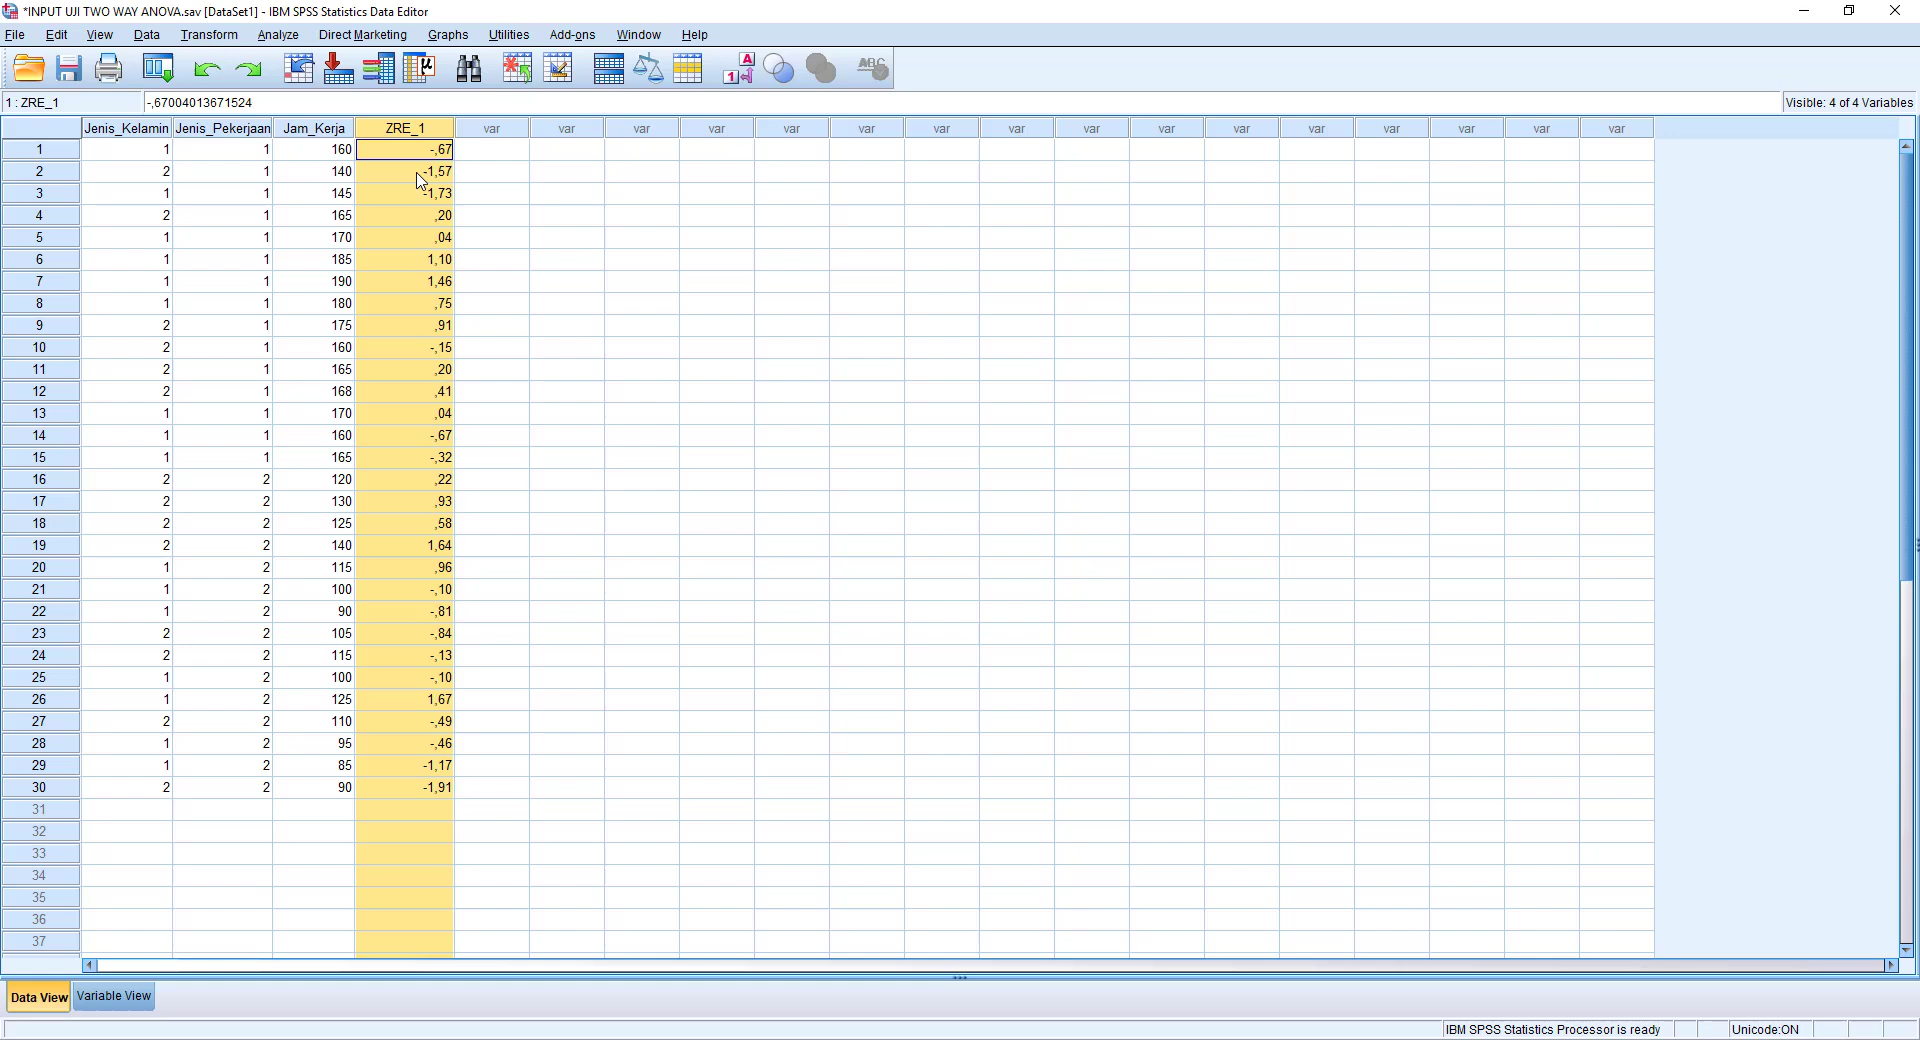 *INPUT UJI TWO WAY ANOVA.sav [DataSet1] - IBM SPSS Statistics Data Editor
File Edit View Data Transform Analyze Direct Marketing Graphs Utilities Add-ons Window Help
1 : ZRE_1 -,67004013671524 Visible: 4 of 4 Variables
Jenis_Kelamin Jenis_Pekerjaan Jam_Kerja ZRE_1 var var var var var var var var var var var var var var var var
1 1 1 160 -,67
2 2 1 140 -1,57
3 1 1 145 -1,73
4 2 1 165 ,20
5 1 1 170 ,04
6 1 1 185 1,10
7 1 1 190 1,46
8 1 1 180 ,75
9 2 1 175 ,91
10 2 1 160 -,15
11 2 1 165 ,20
12 2 1 168 ,41
13 1 1 170 ,04
14 1 1 160 -,67
15 1 1 165 -,32
16 2 2 120 ,22
17 2 2 130 ,93
18 2 2 125 ,58
19 2 2 140 1,64
20 1 2 115 ,96
21 1 2 100 -,10
22 1 2 90 -,81
23 2 2 105 -,84
24 2 2 115 -,13
25 1 2 100 -,10
26 1 2 125 1,67
27 2 2 110 -,49
28 1 2 95 -,46
29 1 2 85 -1,17
30 2 2 90 -1,91
31
32
33
34
35
36
37
Data View Variable View
IBM SPSS Statistics Processor is ready Unicode:ON